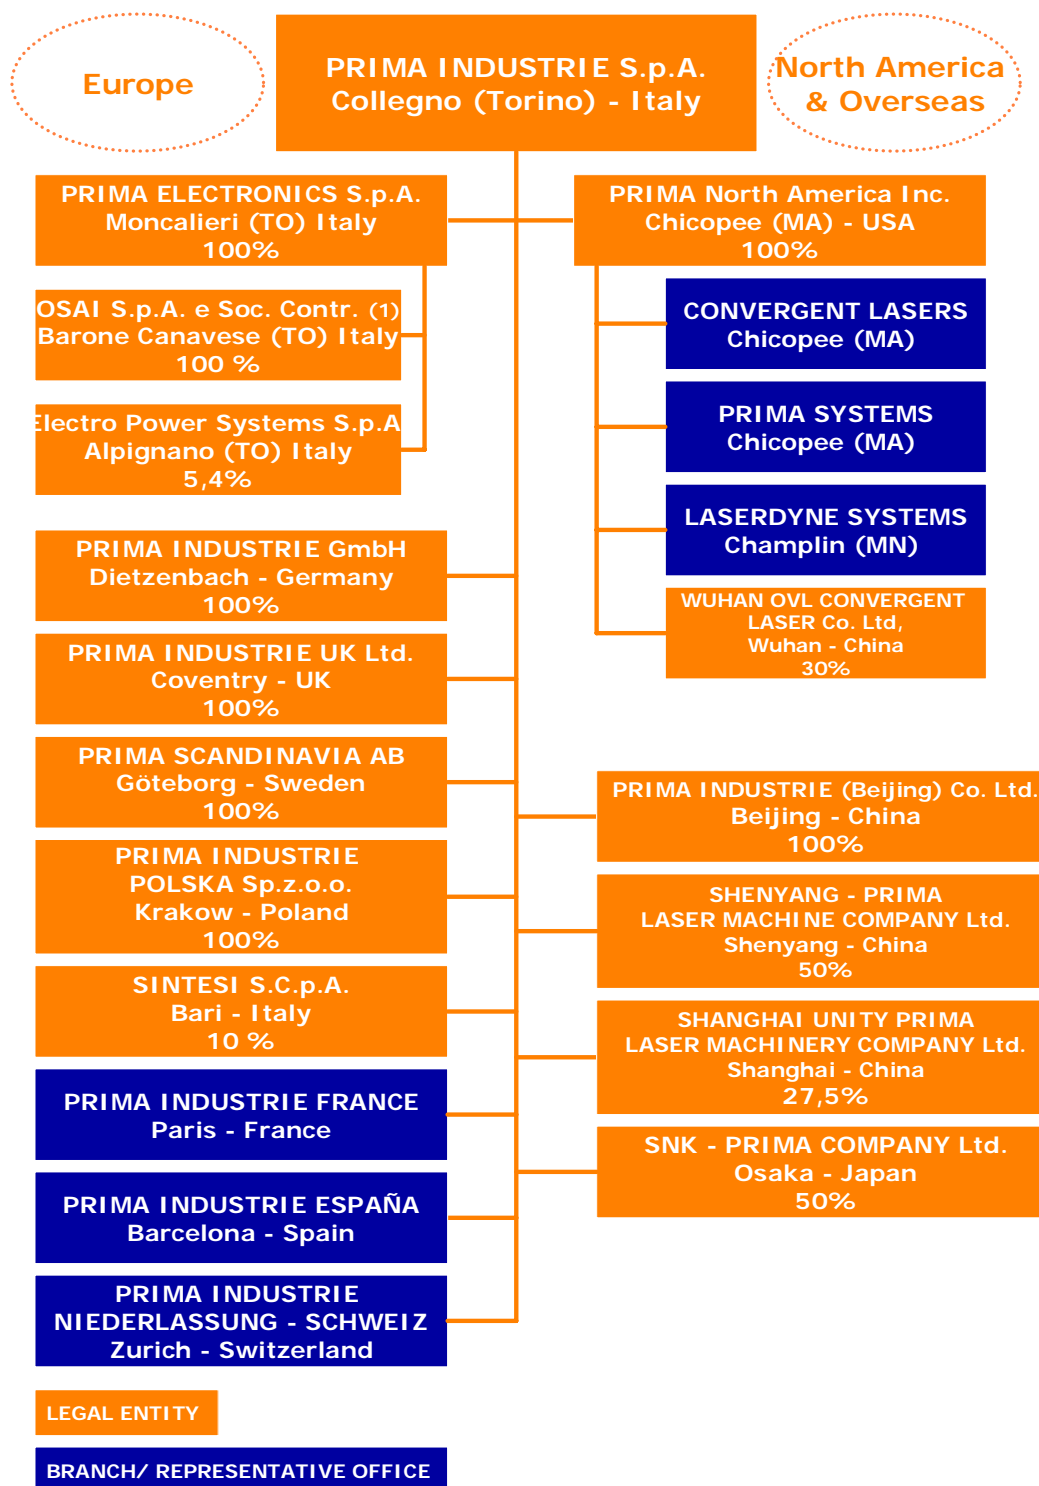 Europe
PRIMA INDUSTRIE S.p.A.
Collegno (Torino) - Italy
North America
& Overseas
PRIMA ELECTRONICS S.p.A.
Moncalieri (TO) Italy
100%
OSAI S.p.A. e Soc. Contr. (1)
Barone Canavese (TO) Italy
100 %
Electro Power Systems S.p.A
Alpignano (TO) Italy
5,4%
PRIMA INDUSTRIE GmbH
Dietzenbach - Germany
100%
PRIMA INDUSTRIE UK Ltd.
Coventry - UK
100%
PRIMA SCANDINAVIA AB
Göteborg - Sweden
100%
PRIMA INDUSTRIE
POLSKA Sp.z.o.o.
Krakow - Poland
100%
SINTESI S.C.p.A.
Bari - Italy
10 %
PRIMA INDUSTRIE FRANCE
Paris - France
PRIMA INDUSTRIE ESPAÑA
Barcelona - Spain
PRIMA INDUSTRIE
NIEDERLASSUNG - SCHWEIZ
Zurich - Switzerland
PRIMA North America Inc.
Chicopee (MA) - USA
100%
CONVERGENT LASERS
Chicopee (MA)
PRIMA SYSTEMS
Chicopee (MA)
LASERDYNE SYSTEMS
Champlin (MN)
WUHAN OVL CONVERGENT
LASER Co. Ltd,
Wuhan - China
30%
PRIMA INDUSTRIE (Beijing) Co. Ltd.
Beijing - China
100%
SHENYANG - PRIMA
LASER MACHINE COMPANY Ltd.
Shenyang - China
50%
SHANGHAI UNITY PRIMA
LASER MACHINERY COMPANY Ltd.
Shanghai - China
27,5%
SNK - PRIMA COMPANY Ltd.
Osaka - Japan
50%
LEGAL ENTITY
BRANCH/ REPRESENTATIVE OFFICE